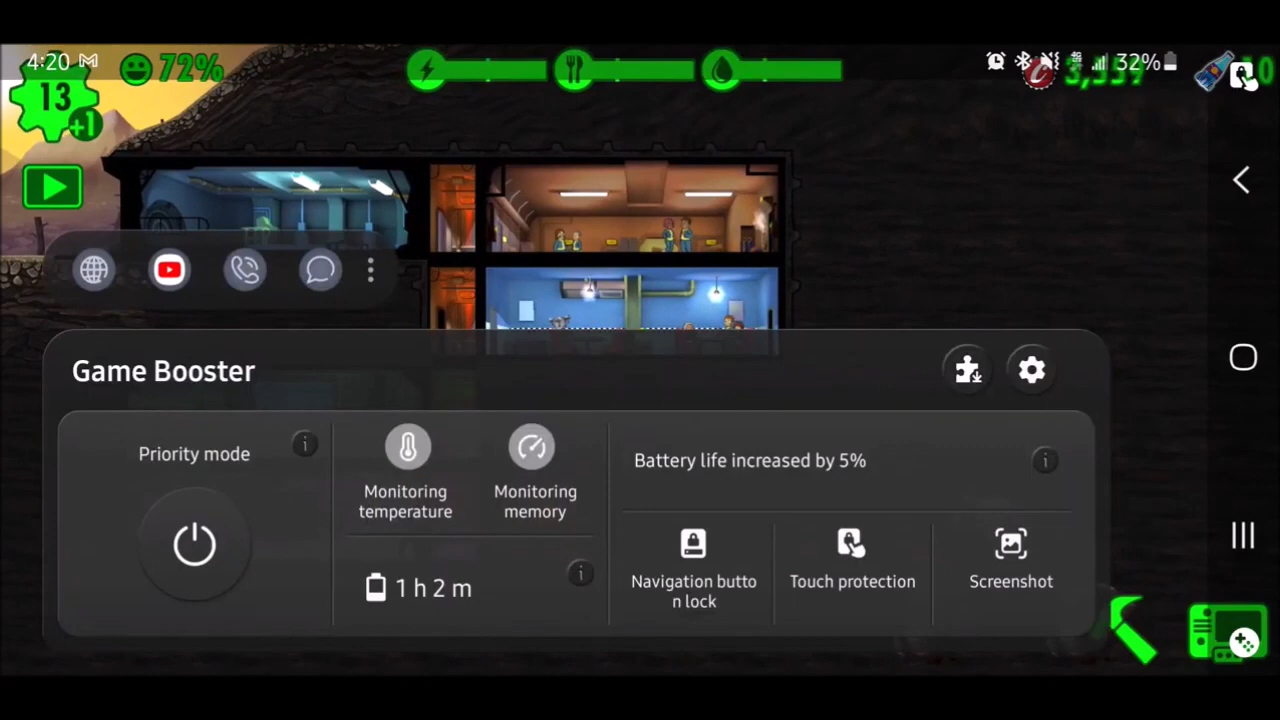 4:20
72%
32%
13
+1
Game Booster
Priority mode
Monitoring
temperature
Monitoring
memory
1 h 2 m
Battery life increased by 5%
Navigation butto
n lock
Touch protection
Screenshot